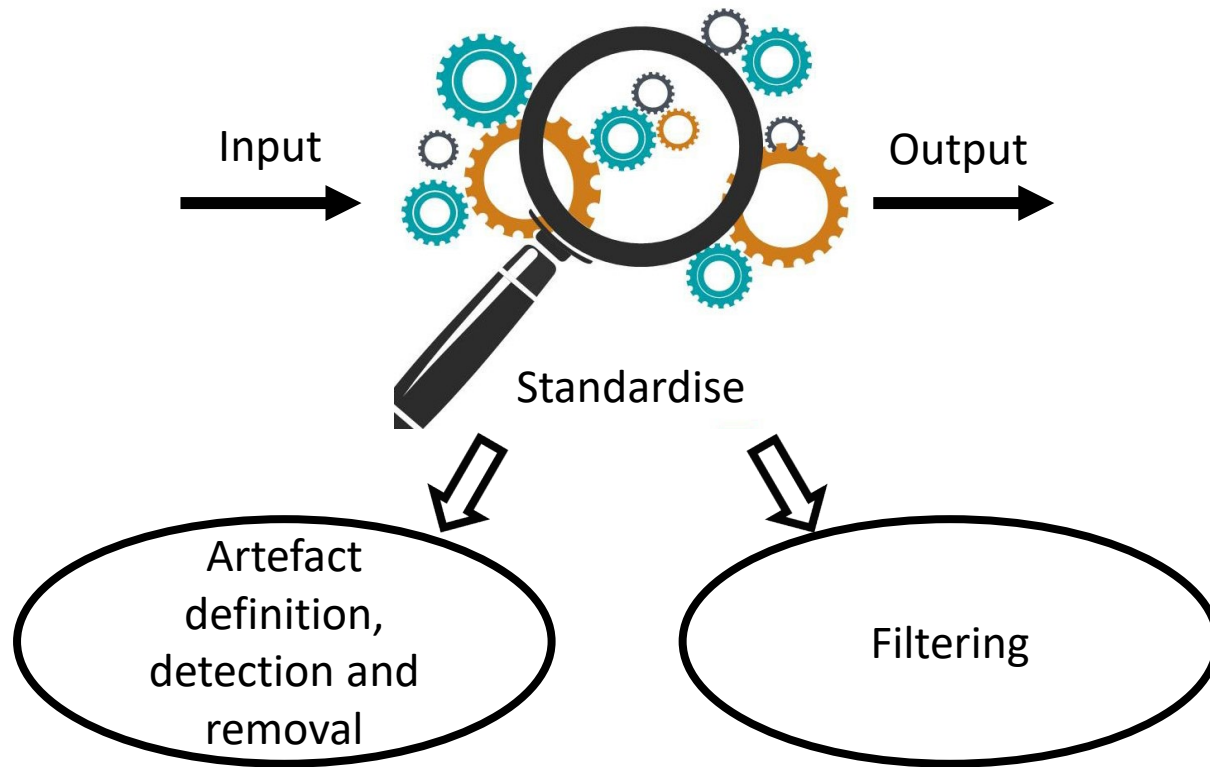 Input
Output
Standardise
Artefact
definition,
detection and
removal
Filtering